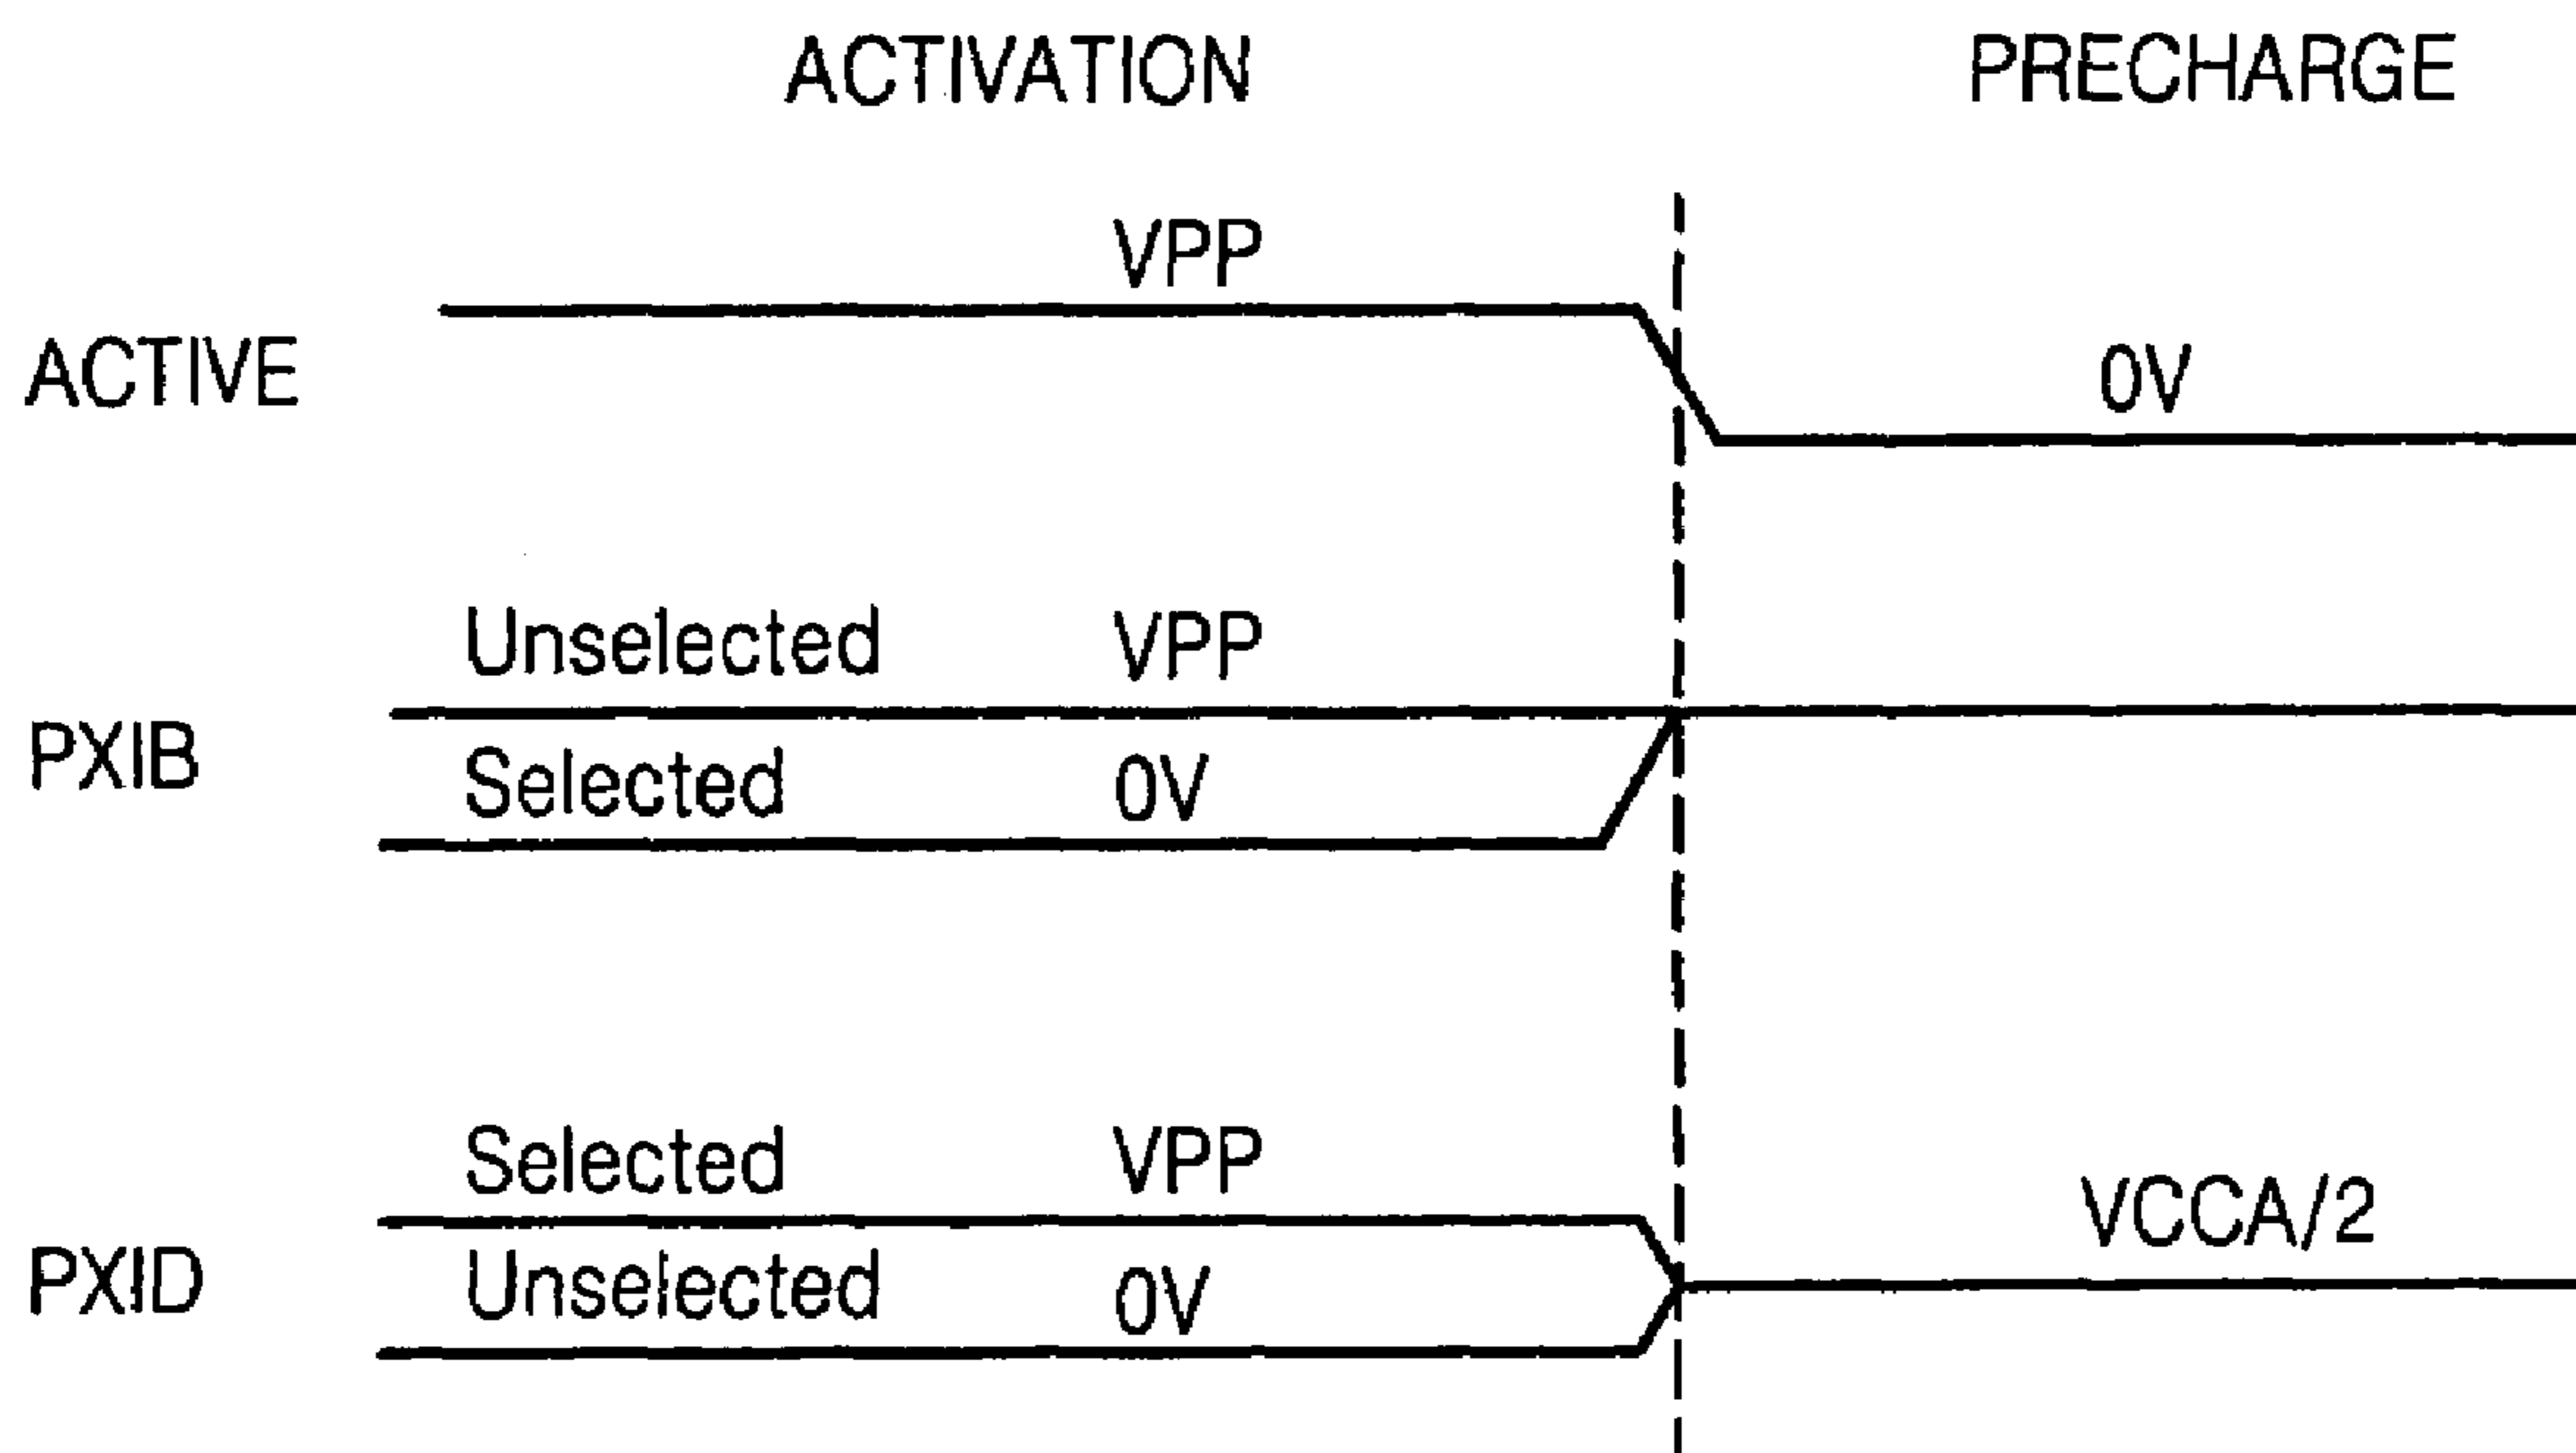 ACTIVATION PRECHARGE
VPP
ACTIVE 0V
Unselected VPP
PXIB
Selected 0V
Selected VPP
VCCA/2
PXID
Unselected 0V